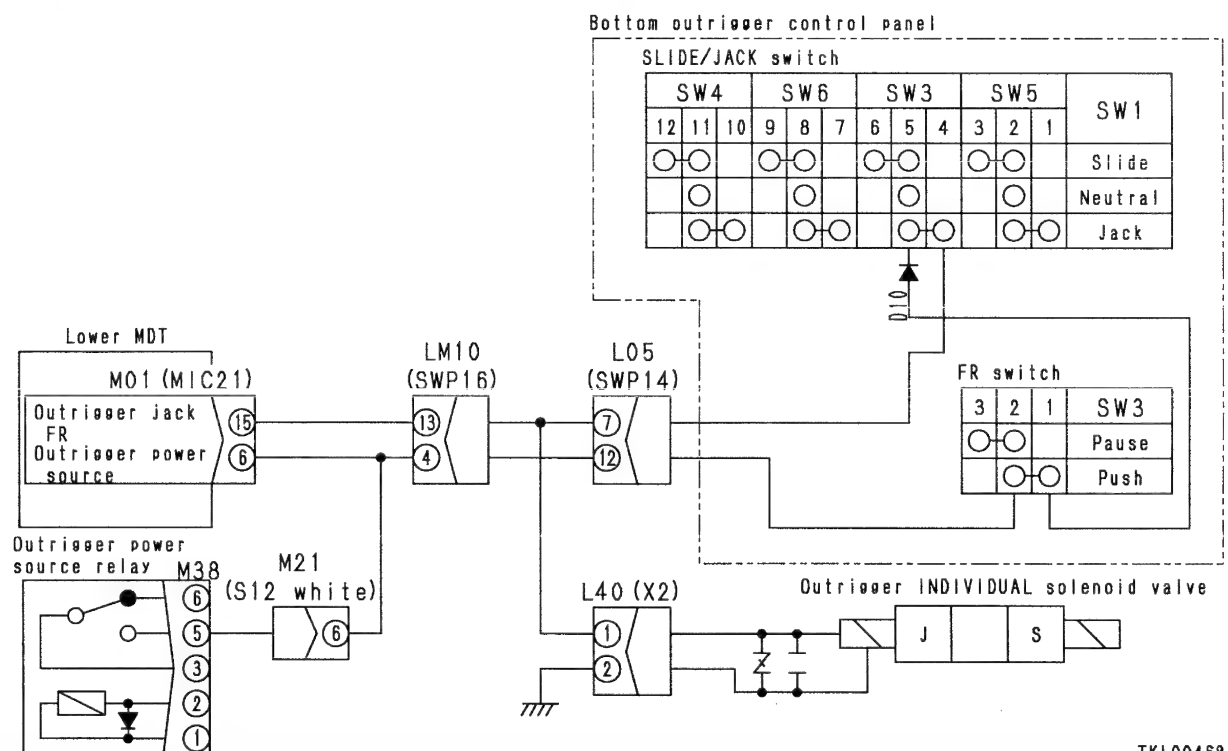 Bottom outrigger control panel
SLIDE/JACK switch
SW4 SW6 SW3 SW5 SW1
12 11 10 9 8 7 6 5 4 3 2 1
Slide
Neutral
Jack
D10
Lower MDT
M01 (MIC21)
Outrigger jack
FR
Outrigger power
source
15
6
LM10
(SWP16)
13
4
L05
(SWP14)
7
12
FR switch
3 2 1 SW3
Pause
Push
Outrigger power
source relay
M38
6
5
3
2
1
M21
(S12 white)
6
L40 (X2)
1
2
Outrigger INDIVIDUAL solenoid valve
J S